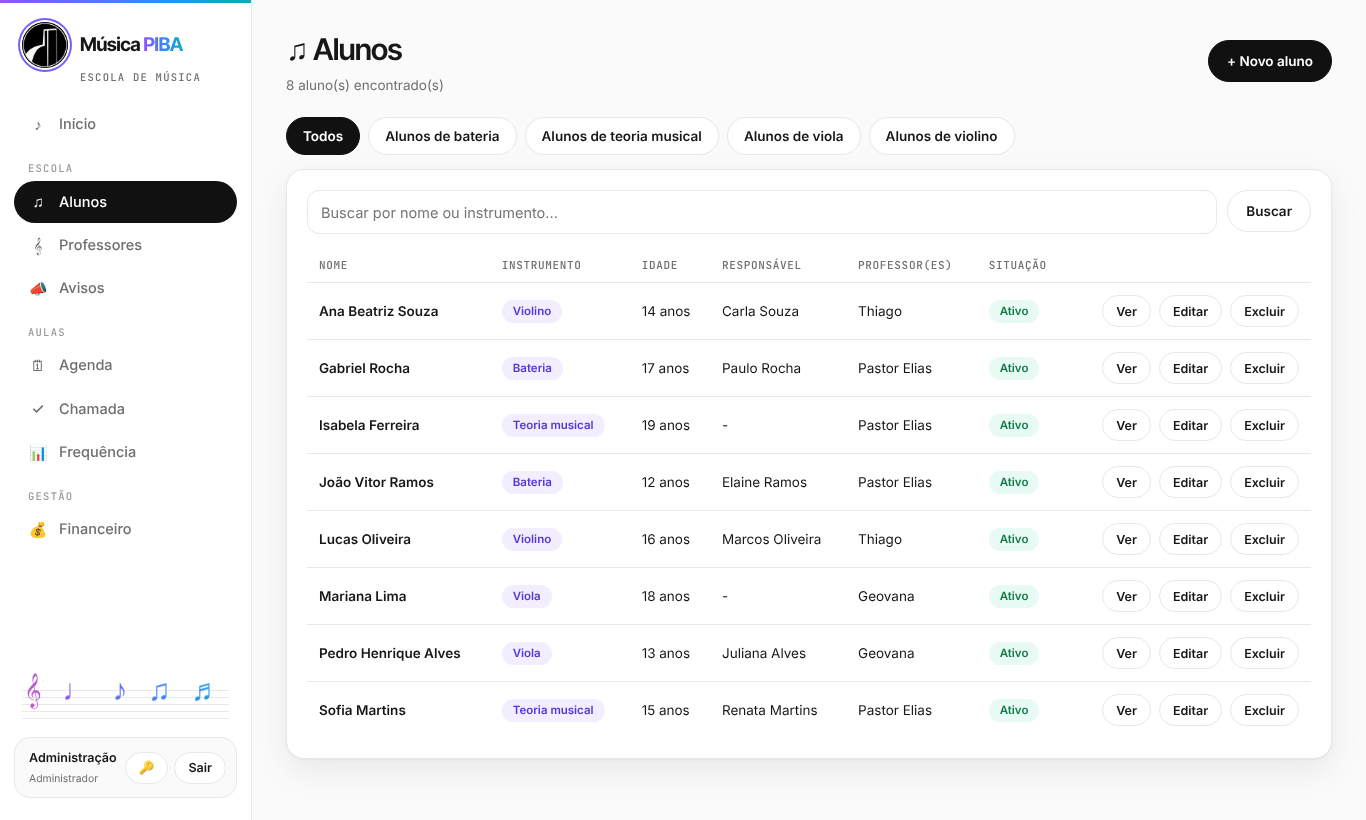 Música PIBA
ESCOLA DE MÚSICA
Início
ESCOLA
Alunos
Professores
Avisos
AULAS
Agenda
Chamada
Frequência
GESTÃO
Financeiro
Administração
Administrador
Sair
♫ Alunos
8 aluno(s) encontrado(s)
+ Novo aluno
Todos Alunos de bateria Alunos de teoria musical Alunos de viola Alunos de violino
Buscar por nome ou instrumento... Buscar
NOME INSTRUMENTO IDADE RESPONSÁVEL PROFESSOR(ES) SITUAÇÃO
Ana Beatriz Souza Violino 14 anos Carla Souza Thiago Ativo Ver Editar Excluir
Gabriel Rocha Bateria 17 anos Paulo Rocha Pastor Elias Ativo Ver Editar Excluir
Isabela Ferreira Teoria musical 19 anos - Pastor Elias Ativo Ver Editar Excluir
João Vitor Ramos Bateria 12 anos Elaine Ramos Pastor Elias Ativo Ver Editar Excluir
Lucas Oliveira Violino 16 anos Marcos Oliveira Thiago Ativo Ver Editar Excluir
Mariana Lima Viola 18 anos - Geovana Ativo Ver Editar Excluir
Pedro Henrique Alves Viola 13 anos Juliana Alves Geovana Ativo Ver Editar Excluir
Sofia Martins Teoria musical 15 anos Renata Martins Pastor Elias Ativo Ver Editar Excluir